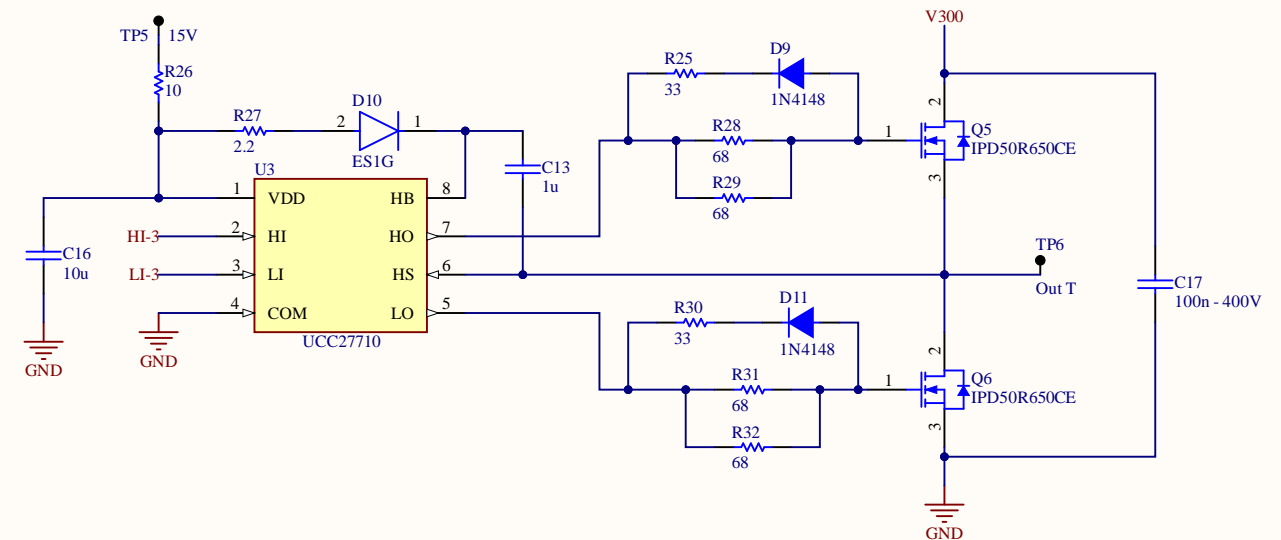 V300
TP5 15V
R26
10
R27
2.2
D10
2 1
ES1G
C13
1u
R25
33
D9
1N4148
R28
68
R29
68
2
1
3
Q5
IPD50R650CE
U3
1 VDD HB 8
HI-3 2 HI HO 7
LI-3 3 LI HS 6
4 COM LO 5
UCC27710
C16
10u
GND
GND
TP6
Out T
C17
100n - 400V
R30
33
D11
1N4148
R31
68
R32
68
2
1
3
Q6
IPD50R650CE
GND